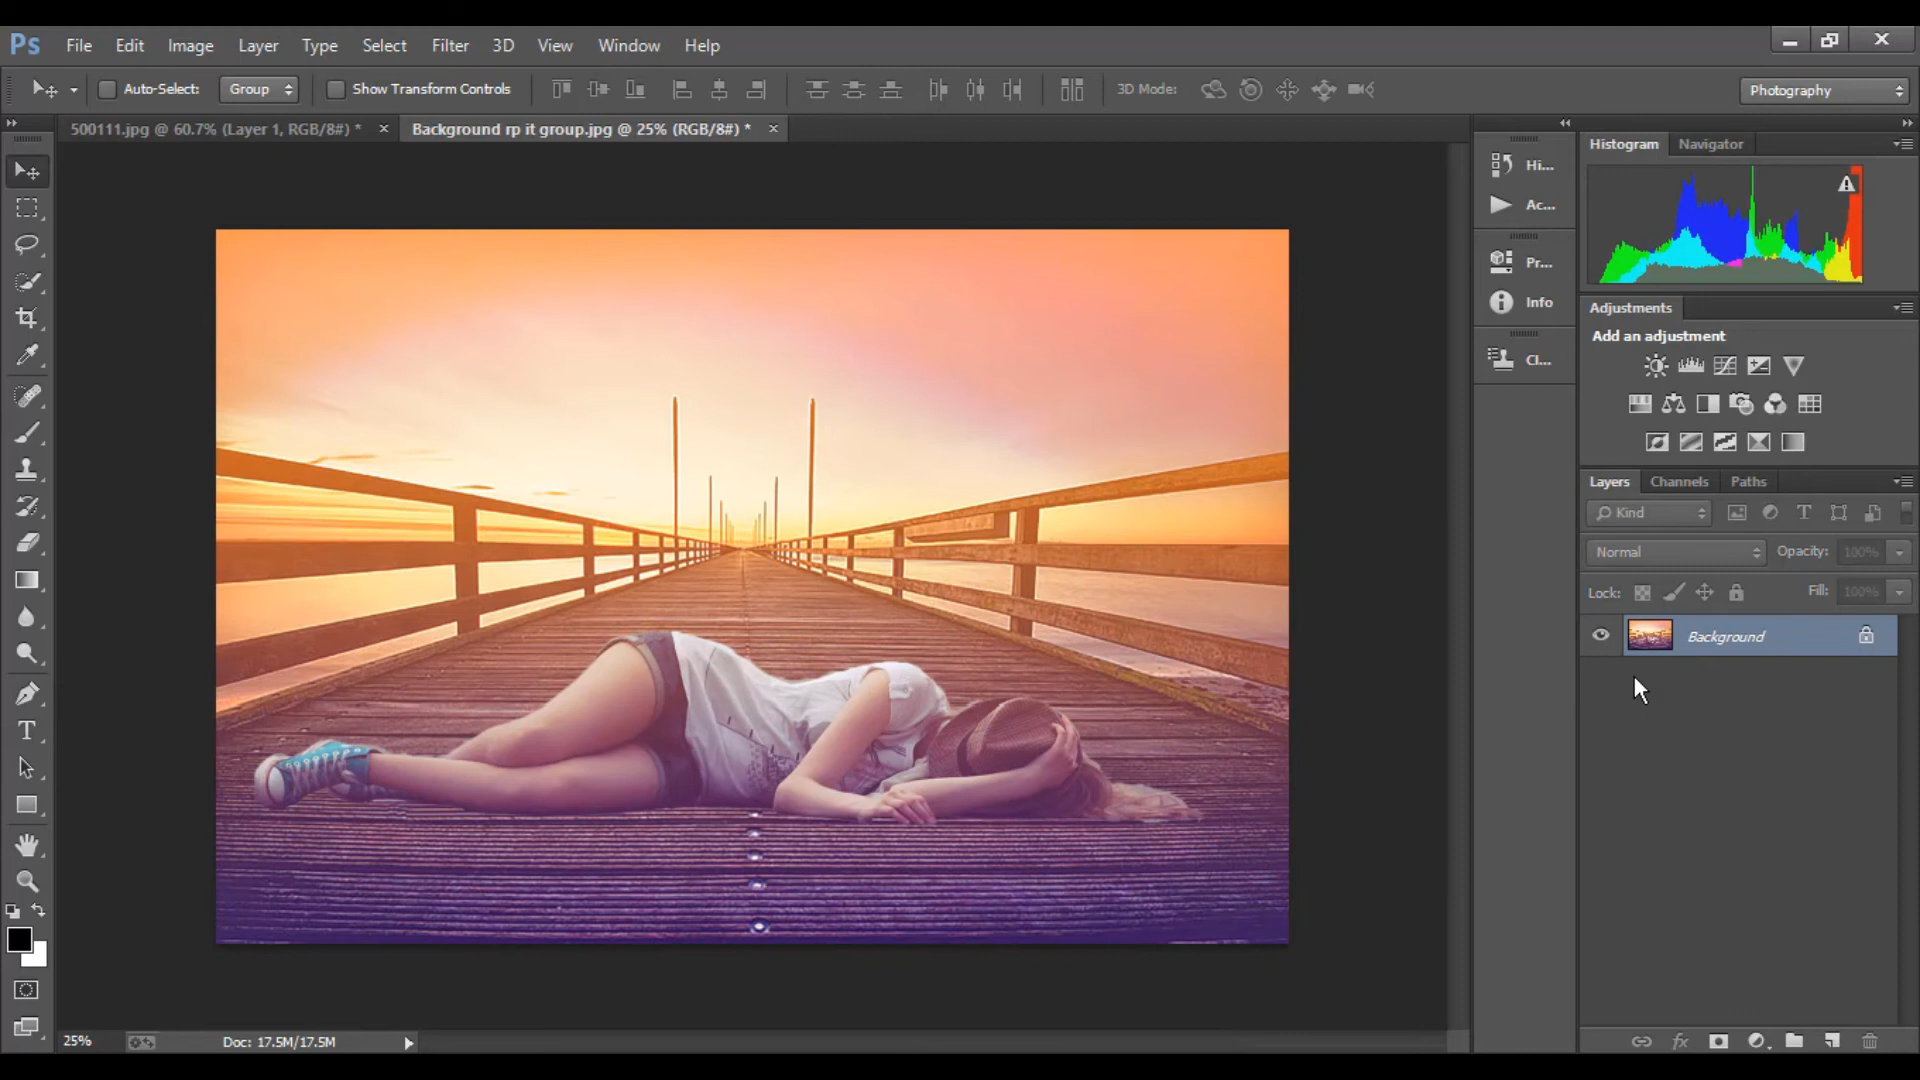 Ps File Edit Image Layer Type Select Filter 3D View Window Help
Auto-Select: Group Show Transform Controls 3D Mode: Photography
500111.jpg @ 60.7% (Layer 1, RGB/8#) * × Background rp it group.jpg @ 25% (RGB/8#) * ×
Histogram Navigator
Hi...
Ac...
Pr...
Info
Cl...
Adjustments
Add an adjustment
Layers Channels Paths
Kind
Normal Opacity: 100%
Lock: Fill: 100%
Background
25% Doc: 17.5M/17.5M